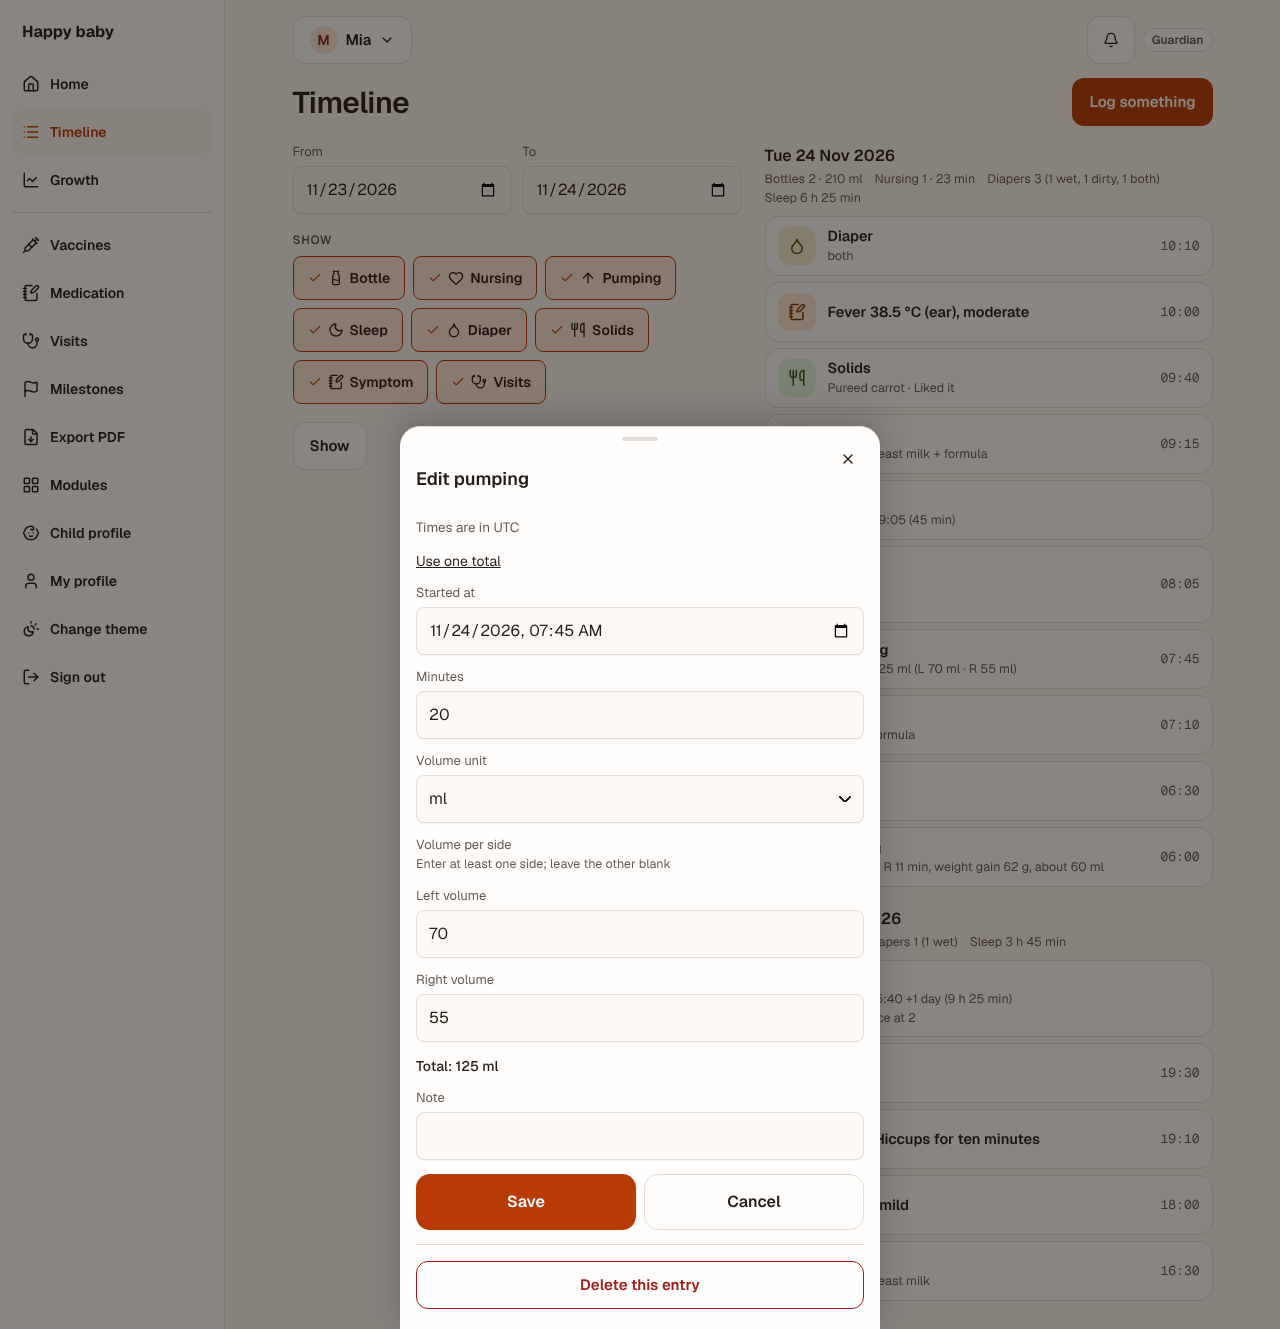 Happy baby
Home
Timeline
Growth
Vaccines
Medication
Visits
Milestones
Export PDF
Modules
Child profile
My profile
Change theme
Sign out
M Mia
Guardian
Timeline
Log something
From
To
11/23/2026
11/24/2026
SHOW
Bottle
Nursing
Pumping
Sleep
Diaper
Solids
Symptom
Visits
Show
Tue 24 Nov 2026
Bottles 2 · 210 ml Nursing 1 · 23 min Diapers 3 (1 wet, 1 dirty, 1 both)
Sleep 6 h 25 min
Diaper
both
10:10
Fever 38.5 °C (ear), moderate
10:00
Solids
Pureed carrot · Liked it
09:40
milk + formula
09:15
9:05 (45 min)
08:05
25 ml (L 70 ml · R 55 ml)
07:45
07:10
06:30
R 11 min, weight gain 62 g, about 60 ml
06:00
26
1 (1 wet) Sleep 3 h 45 min
5:40 +1 day (9 h 25 min)
at 2
19:30
Hiccups for ten minutes
19:10
mild
18:00
milk
16:30
Edit pumping
Times are in UTC
Use one total
Started at
11/24/2026, 07:45 AM
Minutes
20
Volume unit
ml
Volume per side
Enter at least one side; leave the other blank
Left volume
70
Right volume
55
Total: 125 ml
Note
Save
Cancel
Delete this entry